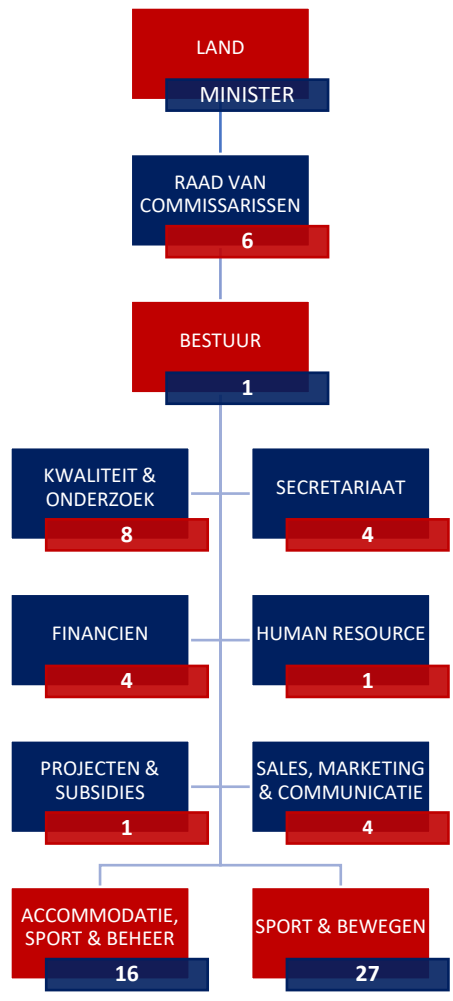 LAND
MINISTER
RAAD VAN
COMMISSARISSEN
6
BESTUUR
1
KWALITEIT &
ONDERZOEK
8
SECRETARIAAT
4
FINANCIEN
4
HUMAN RESOURCE
1
PROJECTEN &
SUBSIDIES
1
SALES, MARKETING
& COMMUNICATIE
4
ACCOMMODATIE,
SPORT & BEHEER
16
SPORT & BEWEGEN
27